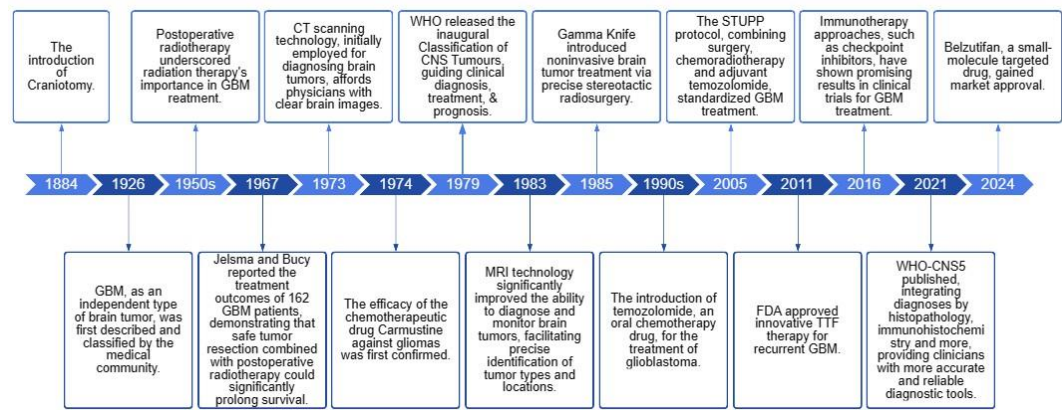 The
introduction of
Craniotomy.
Postoperative
radiotherapy
underscored
radiation therapy's
importance in GBM
reatment.
CT scanning
technology, initially
employed for
diagnosing brain
tumors, affords
physicians with
clear brain images.
WHO released the
inaugural
Classification of
CNS Tumours,
guiding clinical
diagnosis,
treatment, &
prognosis.
Gamma Knife
introduced
noninvasive brain
tumor treatment via
precise stereotactic
radiosurgery.
The STUPP
protocol, combining
surgery,
chemoradiotherapy
and adjuvant
temozolomide,
standardized GBM
treatment.
Immunotherapy
approaches, such
as checkpoint
inhibitors, have
shown promising
results in clinical
trials for GBM
treatment.
Belzutifan, a small-
molecule targeted
drug, gained
market approval.
1884 1926 1950s 1967 1973 1974 1979 1983 1985 1990s 2005 2011 2016 2021 2024
GBM, as an
independent type
of brain tumor, was
first described and
classified by the
medical
community.
Jelsma and Bucy
reported the
treatment
outcomes of 162
GBM patients,
demonstrating that
safe tumor
resection combined
with postoperative
radiotherapy could
significantly
prolong survival.
The efficacy of the
chemotherapeutic
drug Carmustine
against gliomas
was first confirmed.
MRI technology
significantly
improved the ability
to diagnose and
monitor brain
tumors, facilitating
precise
identification of
tumor types and
locations.
The introduction of
temozolomide, an
oral chemotherapy
drug, for the
treatment of
glioblastoma.
FDA approved
innovative TTF
therapy for
recurrent GBM.
WHO-CNS5
published,
integrating
diagnoses by
histopathology,
immunohistochemi
stry and more,
providing clinicians
with more accurate
and reliable
diagnostic tools.